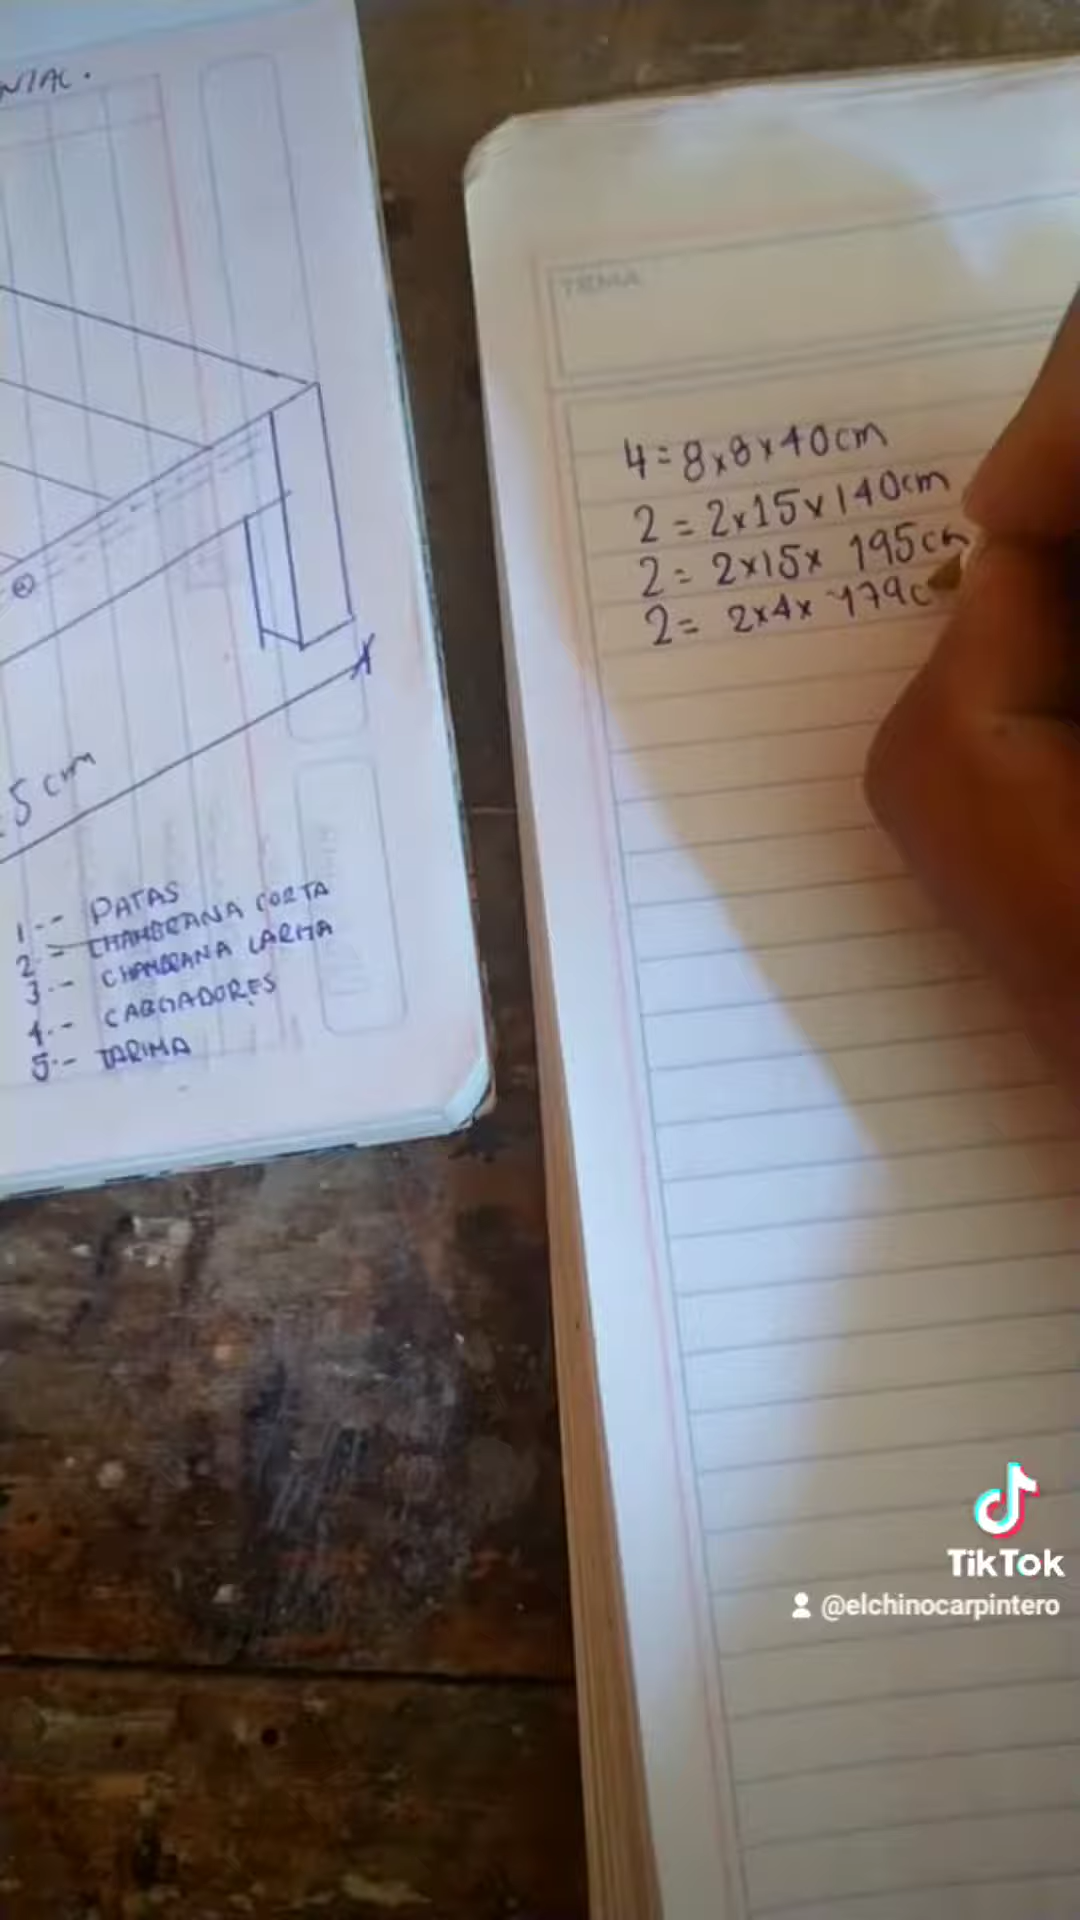 TEMA
4 = 8x8x40cm
2 = 2x15x140cm
2 = 2x15x 195cm
2 = 2x4x 179c
5 cm
1.- PATAS
2.- CHAMBRANA CORTA
3.- CHAMBRANA LARGA
4.- CARGADORES
5.- TARIMA
TikTok
@elchinocarpintero